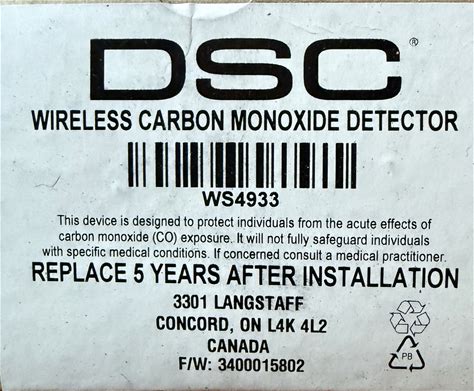 DSC®
WIRELESS CARBON MONOXIDE DETECTOR
WS4933
This device is designed to protect individuals from the acute effects of
carbon monoxide (CO) exposure. It will not fully safeguard individuals
with specific medical conditions. If concerned consult a medical practitioner.
REPLACE 5 YEARS AFTER INSTALLATION
3301 LANGSTAFF
CONCORD, ON L4K 4L2
CANADA
F/W: 3400015802
PB